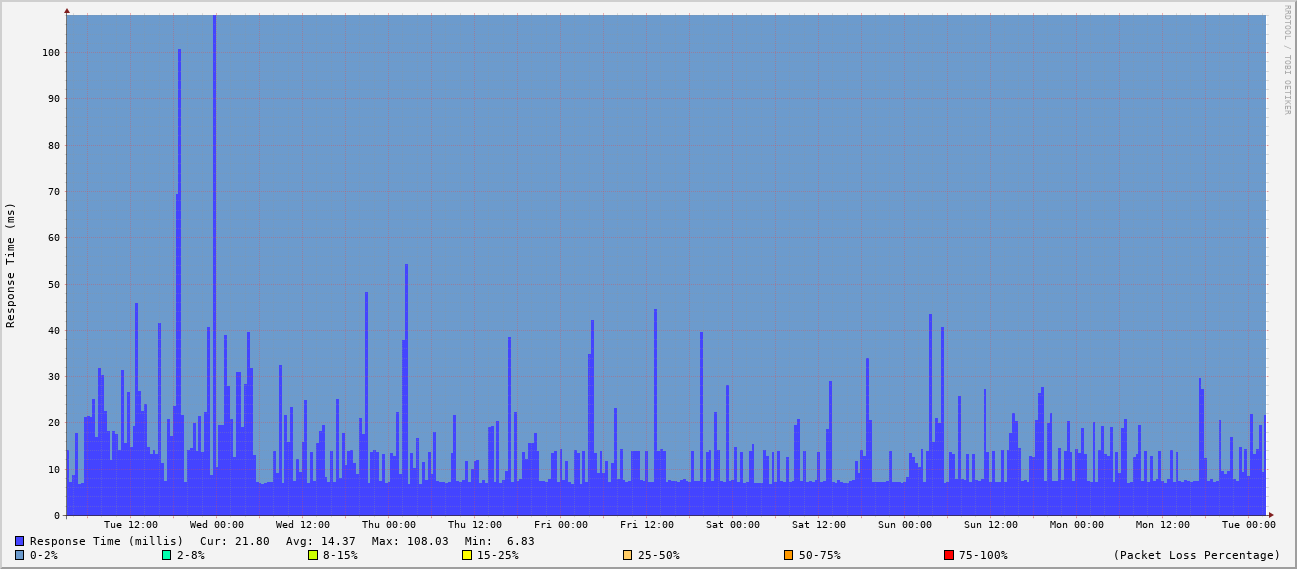 RRDTOOL / TOBI OETIKER
Response Time (ms)
100
90
80
70
60
50
40
30
20
10
0
Tue 12:00 Wed 00:00 Wed 12:00 Thu 00:00 Thu 12:00 Fri 00:00 Fri 12:00 Sat 00:00 Sat 12:00 Sun 00:00 Sun 12:00 Mon 00:00 Mon 12:00 Tue 00:00
Response Time (millis) Cur: 21.80 Avg: 14.37 Max: 108.03 Min: 6.83
0-2% 2-8% 8-15% 15-25% 25-50% 50-75% 75-100% (Packet Loss Percentage)